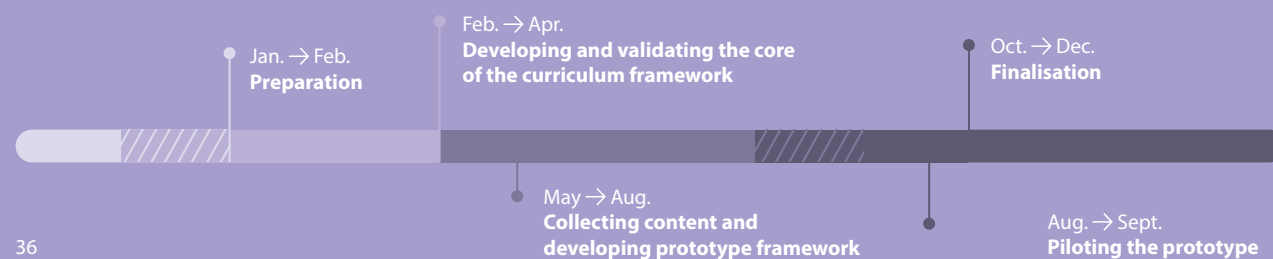 Jan. → Feb.
Preparation
Feb. → Apr.
Developing and validating the core
of the curriculum framework
May → Aug.
Collecting content and
developing prototype framework
Aug. → Sept.
Piloting the prototype
Oct. → Dec.
Finalisation
36